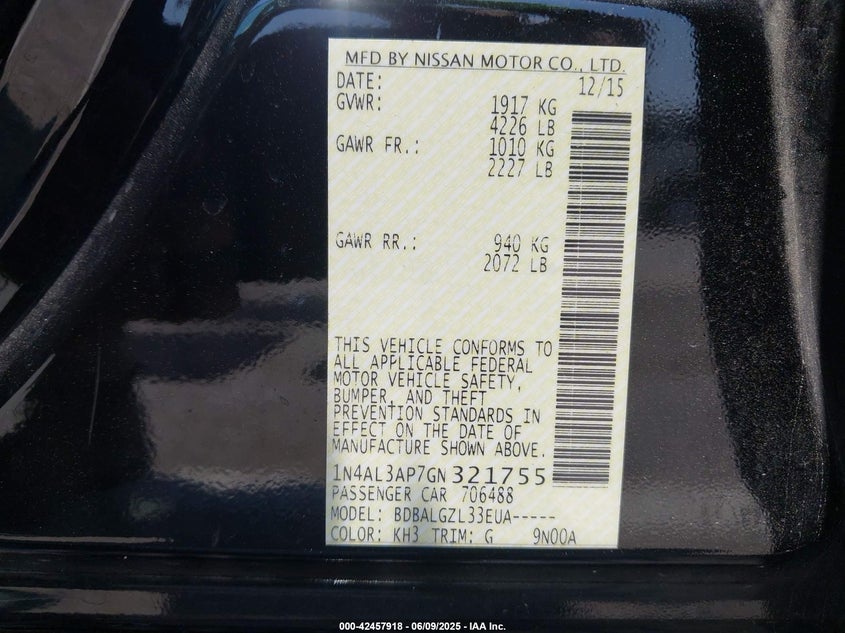 MFD BY NISSAN MOTOR CO., LTD.
DATE: 12/15
GVWR: 1917 KG
4226 LB
GAWR FR.: 1010 KG
2227 LB
GAWR RR.: 940 KG
2072 LB
THIS VEHICLE CONFORMS TO
ALL APPLICABLE FEDERAL
MOTOR VEHICLE SAFETY,
BUMPER, AND THEFT
PREVENTION STANDARDS IN
EFFECT ON THE DATE OF
MANUFACTURE SHOWN ABOVE.
1N4AL3AP7GN321755
PASSENGER CAR 706488
MODEL: BDBALGZL33EUA-----
COLOR: KH3 TRIM: G 9N00A
000-42457918 - 06/09/2025 - IAA Inc.